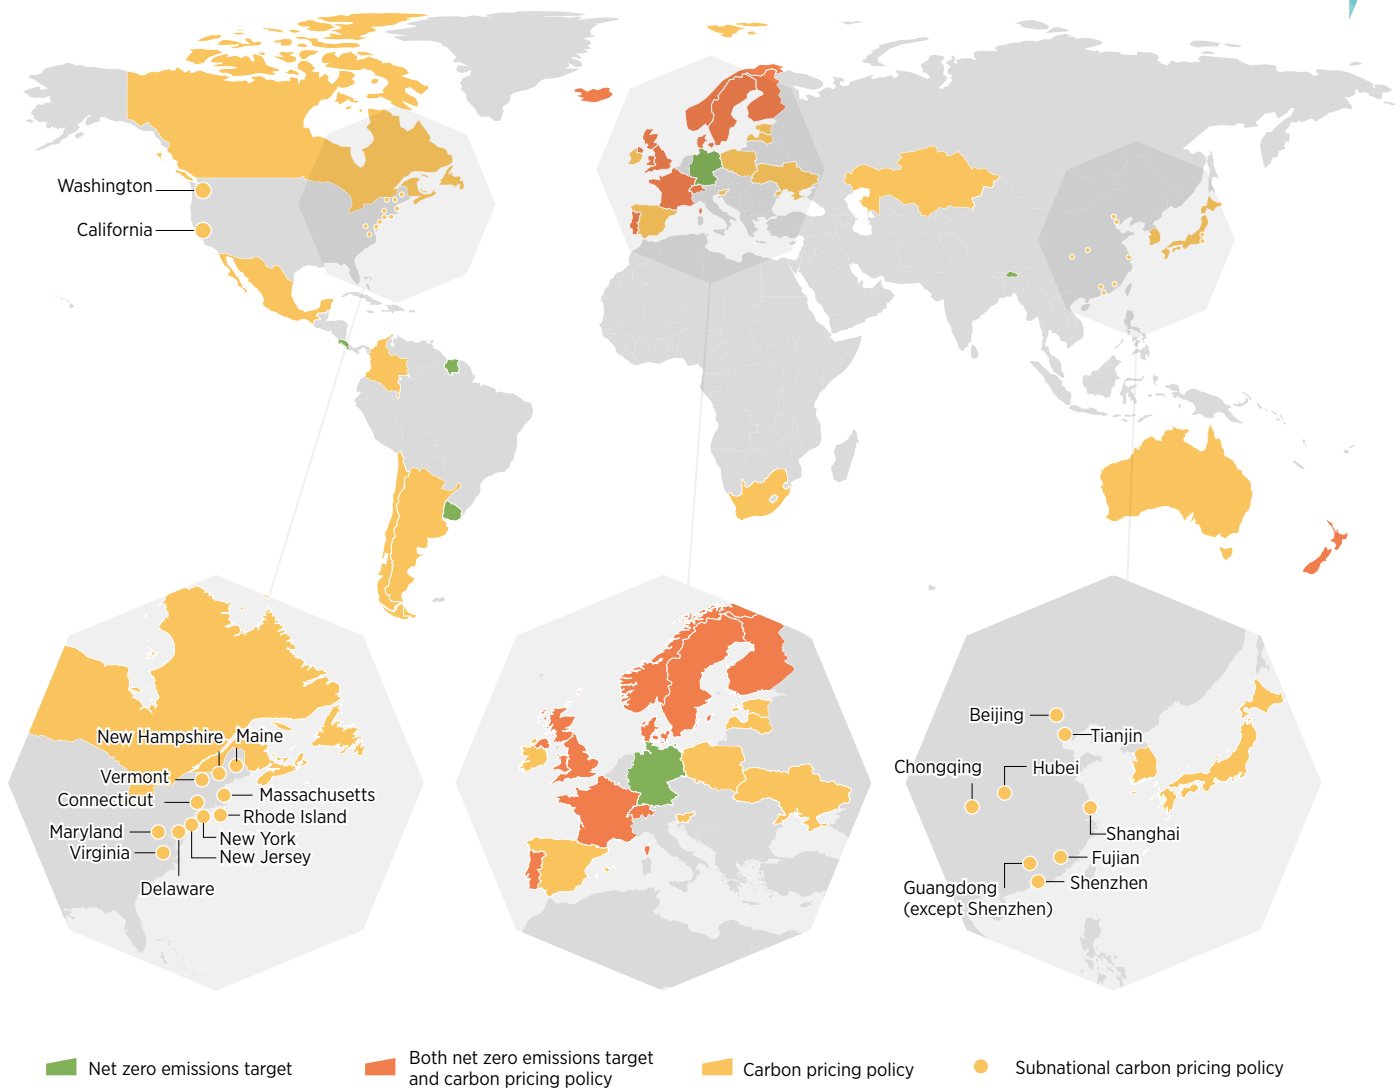 Washington
California
New Hampshire
Maine
Vermont
Connecticut
Massachusetts
Rhode Island
Maryland
New York
Virginia
New Jersey
Delaware
Beijing
Tianjin
Chongqing
Hubei
Shanghai
Fujian
Guangdong
(except Shenzhen)
Shenzhen
Net zero emissions target
Both net zero emissions target
and carbon pricing policy
Carbon pricing policy
Subnational carbon pricing policy